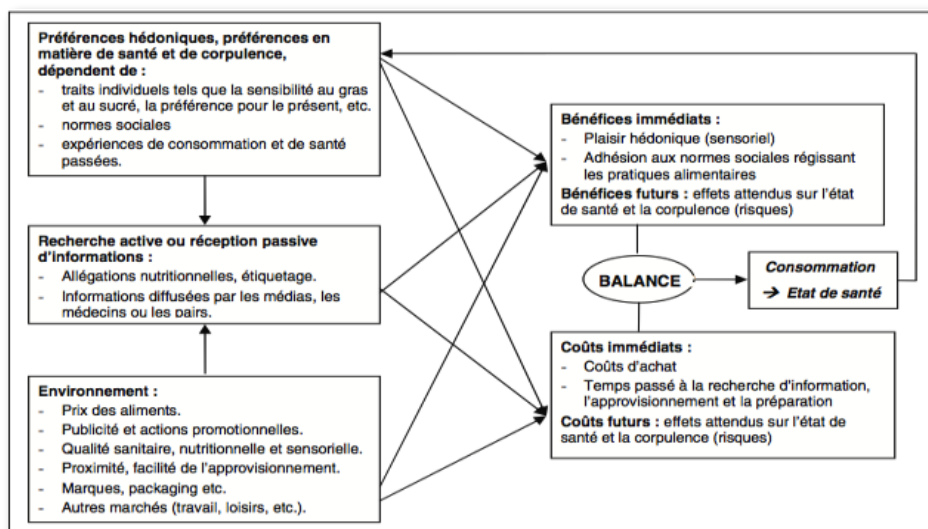 Préférences hédoniques, préférences en
matière de santé et de corpulence,
dépendent de :
- traits individuels tels que la sensibilité au gras
et au sucré, la préférence pour le présent, etc.
- normes sociales
- expériences de consommation et de santé
passées.
Recherche active ou réception passive
d'informations :
- Allégations nutritionnelles, étiquetage.
- Informations diffusées par les médias, les
médecins ou les pairs.
Environnement :
- Prix des aliments.
- Publicité et actions promotionnelles.
- Qualité sanitaire, nutritionnelle et sensorielle.
- Proximité, facilité de l'approvisionnement.
- Marques, packaging etc.
- Autres marchés (travail, loisirs, etc.).
Bénéfices immédiats :
- Plaisir hédonique (sensoriel)
- Adhésion aux normes sociales régissant
les pratiques alimentaires
Bénéfices futurs : effets attendus sur l'état
de santé et la corpulence (risques)
BALANCE
Consommation
→ Etat de santé
Coûts immédiats :
- Coûts d'achat
- Temps passé à la recherche d'information,
l'approvisionnement et la préparation
Coûts futurs : effets attendus sur l'état de
santé et la corpulence (risques)